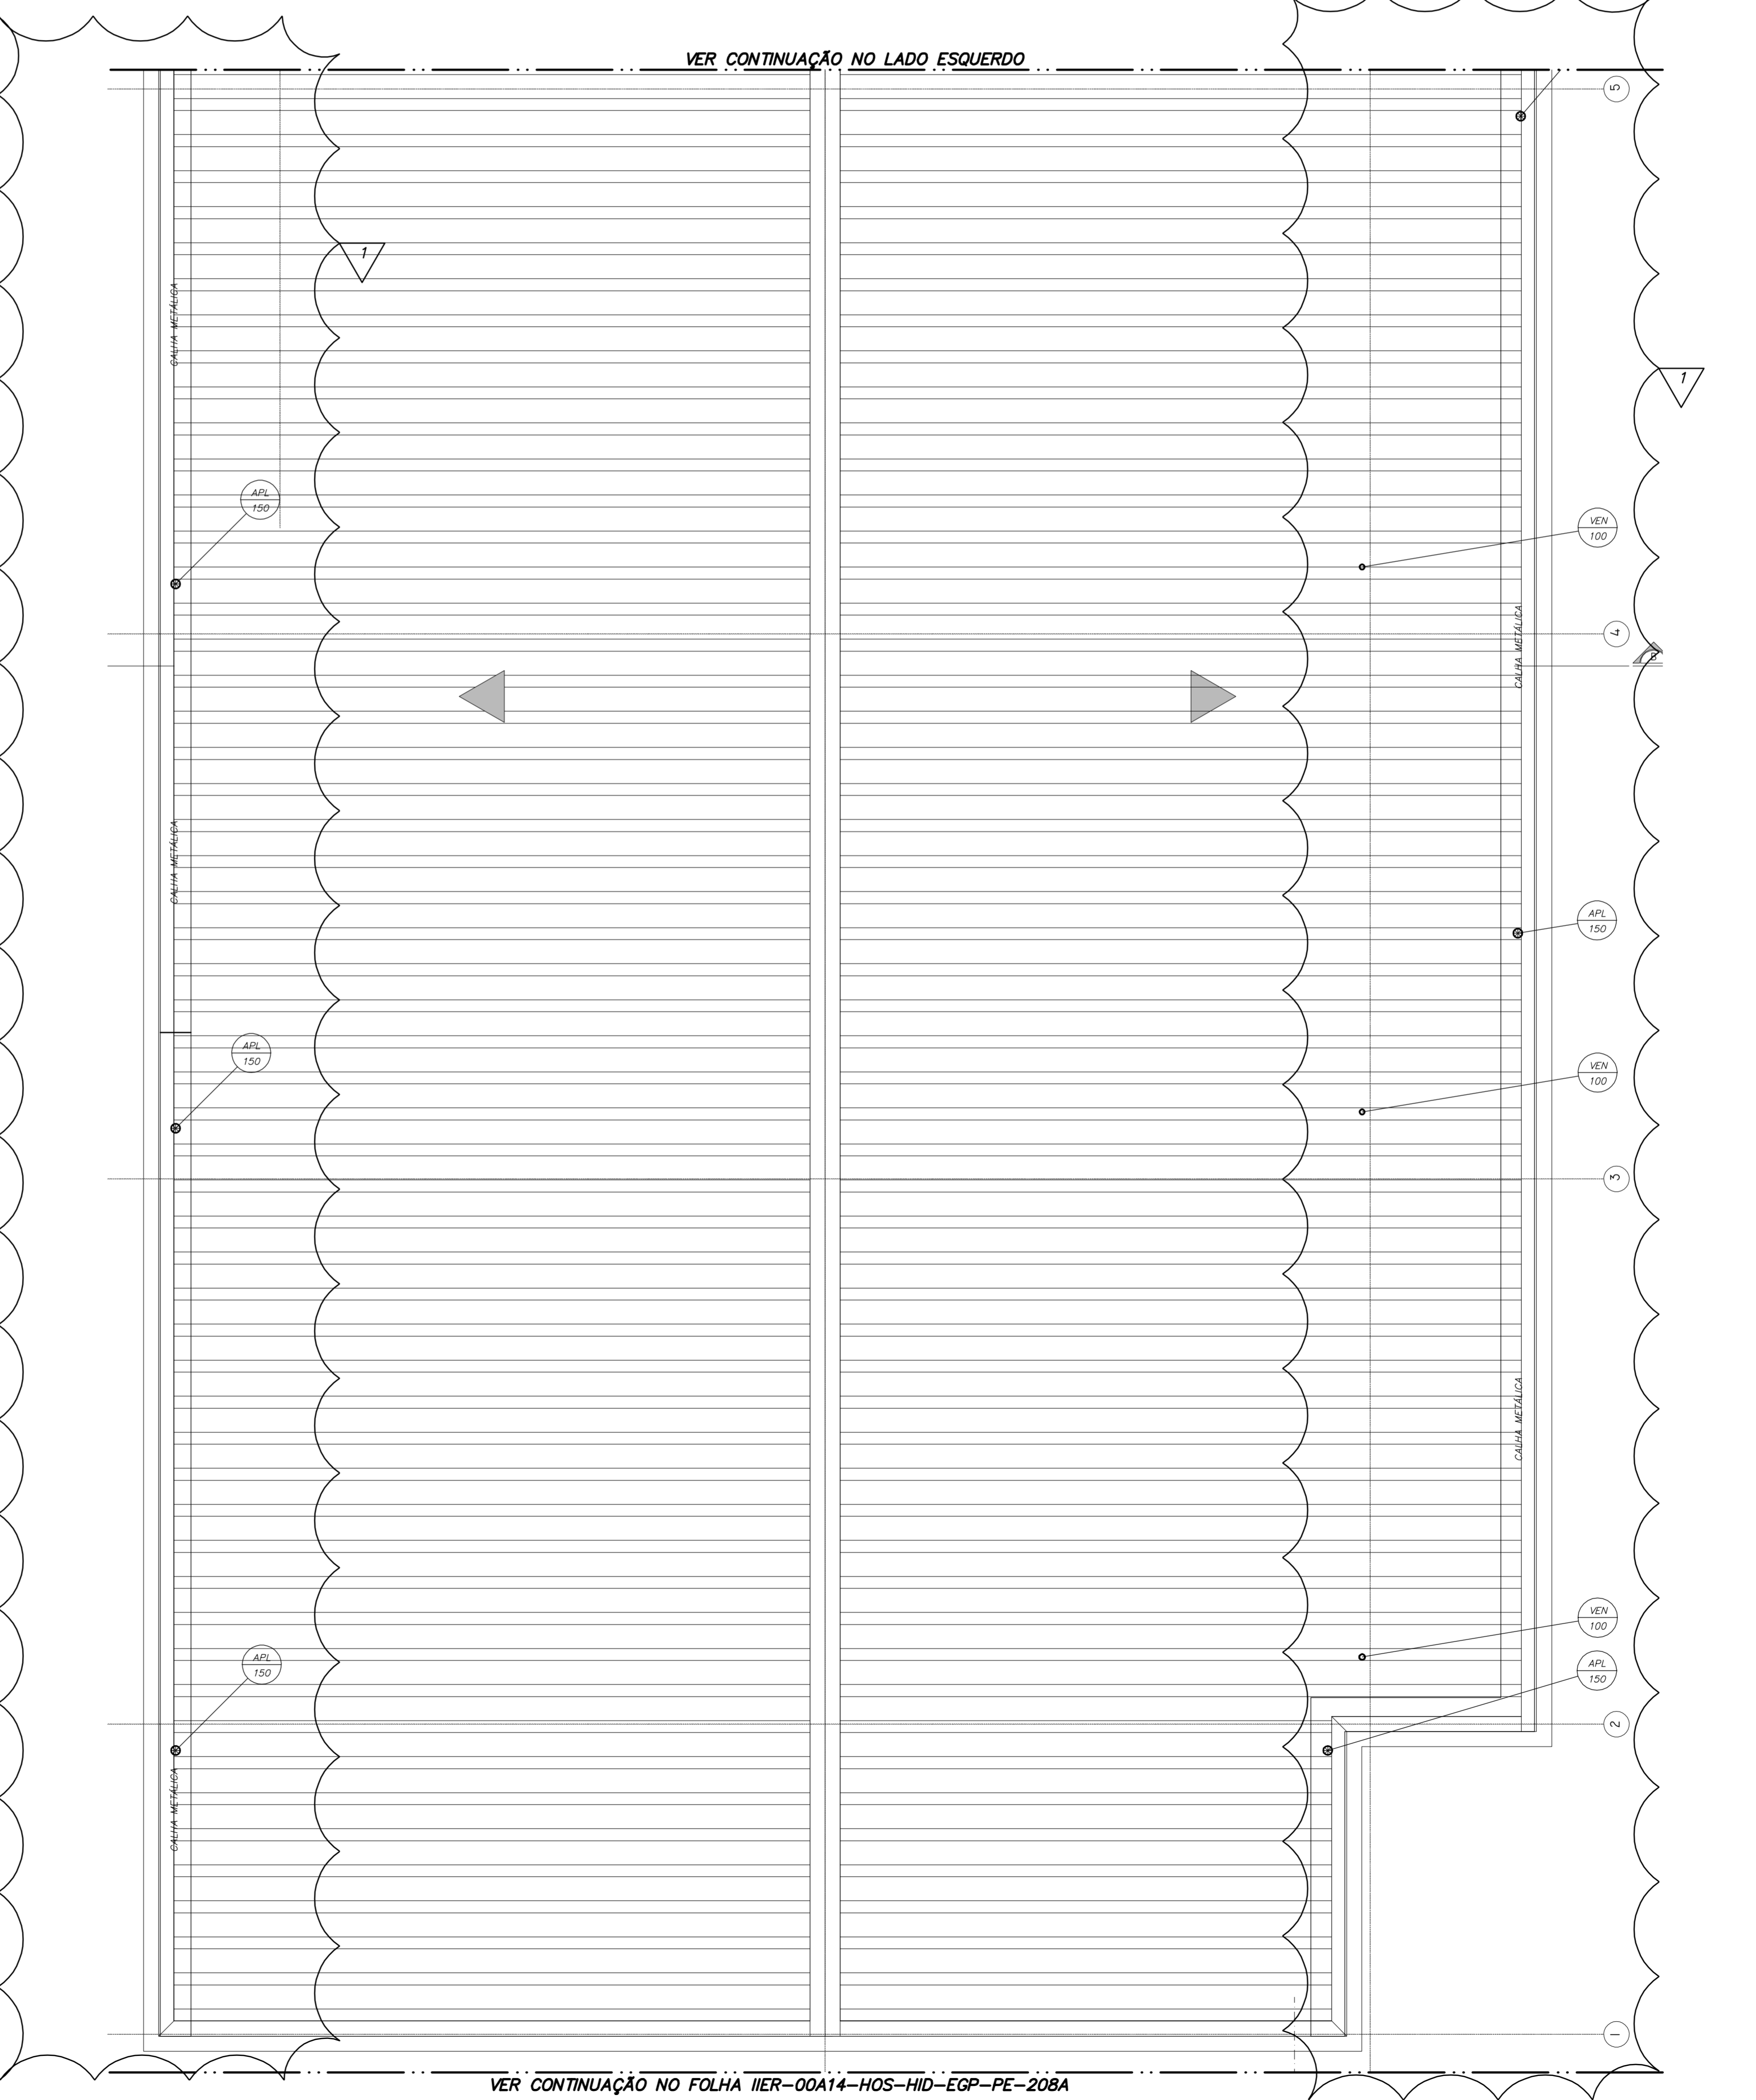 VER CONTINUAÇÃO NO LADO ESQUERDO
5
1
CALHA METÁLICA
1
APL
150
VEN
100
4
CALHA METÁLICA
B
CALHA METÁLICA
APL
150
APL
150
VEN
100
3
CALHA METÁLICA
VEN
100
APL
150
APL
150
2
CALHA METÁLICA
1
VER CONTINUAÇÃO NO FOLHA IIER-00A14-HOS-HID-EGP-PE-208A